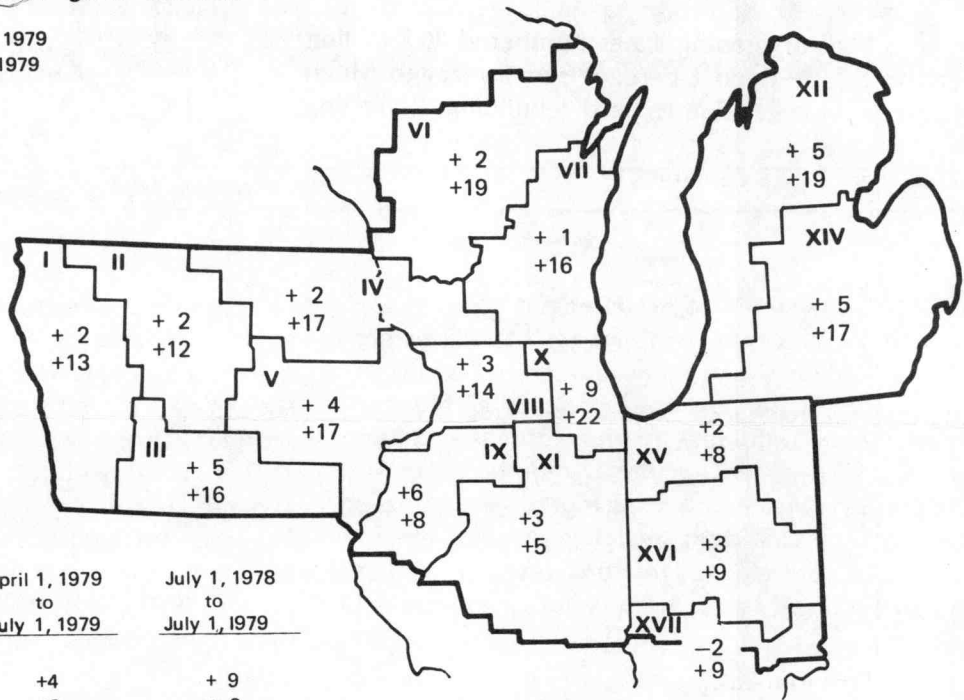 1979
1979
XII
VI
+ 2
+19
VII
+ 5
+19
XIV
+ 1
+16
I
II
IV
+ 2
+17
+ 5
+17
+ 2
+13
+ 2
+12
V
+ 3
+14
X
+ 9
+22
+ 4
+17
VIII
+2
+8
III
IX
XI
XV
+ 5
+16
+6
+8
+3
+5
XVI
+3
+9
pril 1, 1979
to
uly 1, 1979
July 1, 1978
to
July 1, 1979
XVII
−2
+9
+4
+ 9